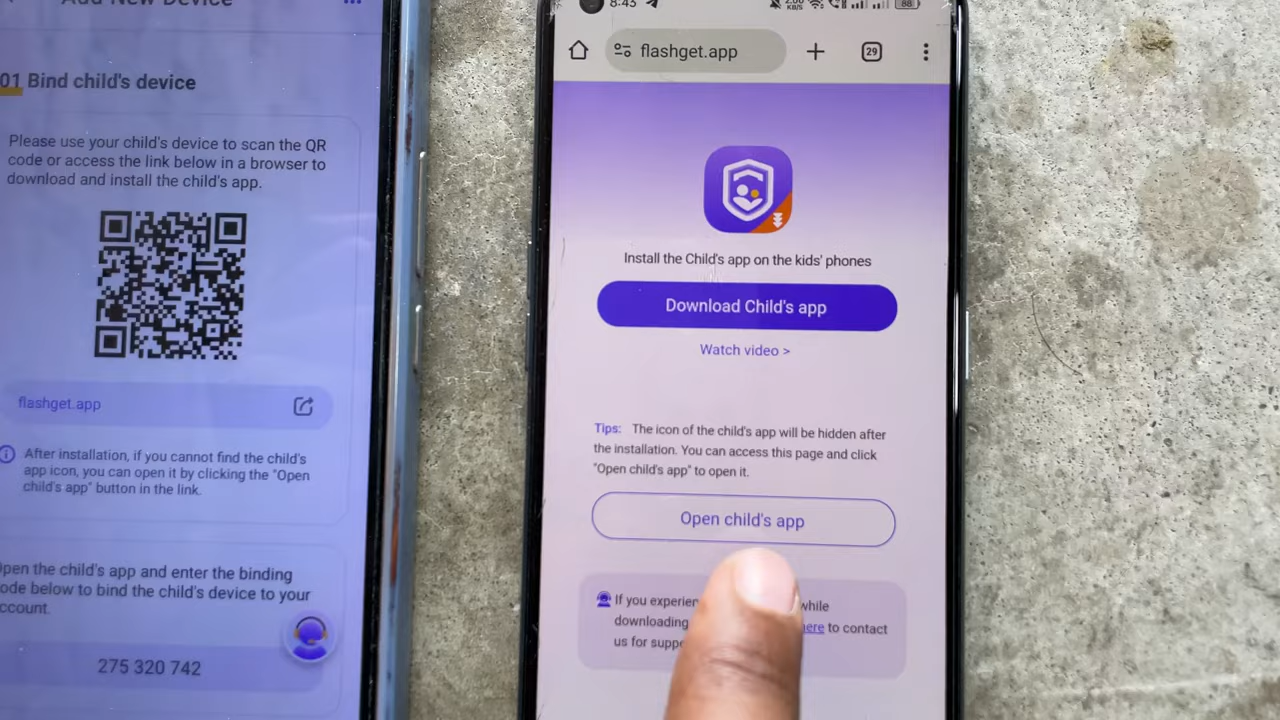 Add New Device
01 Bind child's device
Please use your child's device to scan the QR
code or access the link below in a browser to
download and install the child's app.
flashget.app
After installation, if you cannot find the child's
app icon, you can open it by clicking the "Open
child's app" button in the link.
open the child's app and enter the binding
code below to bind the child's device to your
account.
275 320 742
8:43
KB/S
88
flashget.app
29
Install the Child's app on the kids' phones
Download Child's app
Watch video >
Tips: The icon of the child's app will be hidden after
the installation. You can access this page and click
"Open child's app" to open it.
Open child's app
If you while
downloading here to contact
us for